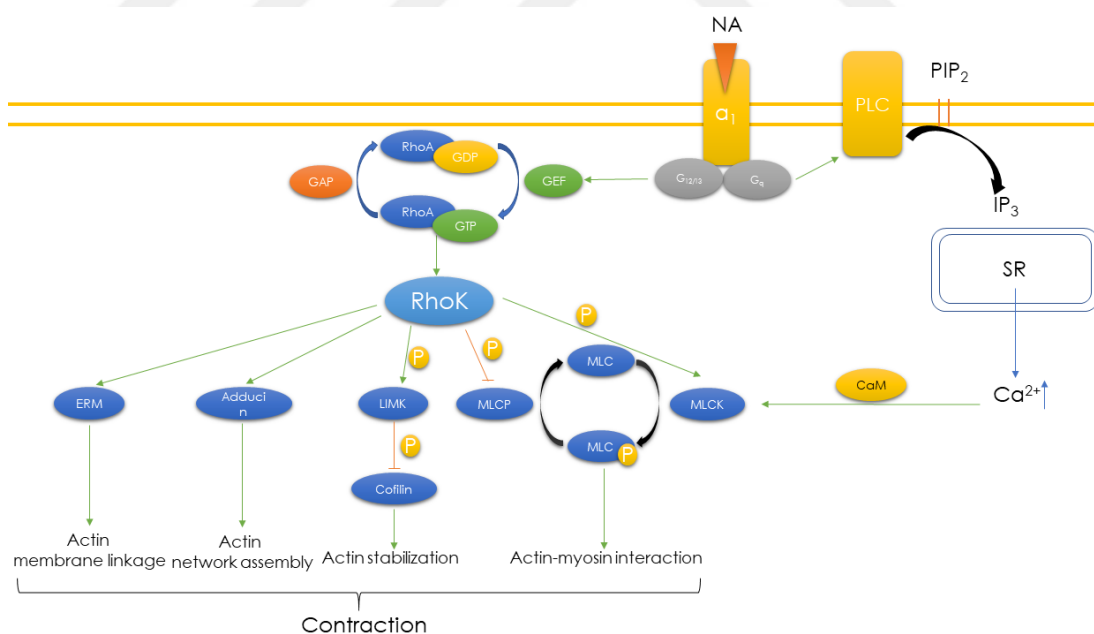 NA
PIP₂
PLC
α₁
RhoA
GDP
GAP
GEF
G₁₂/₁₃
Gq
RhoA
GTP
IP₃
SR
RhoK
P
P
P
MLC
CaM
Ca²⁺
ERM
Adduci
n
LIMK
MLCP
MLCK
P
MLC
P
Cofilin
Actin
membrane linkage
Actin
network assembly
Actin stabilization
Actin-myosin interaction
Contraction